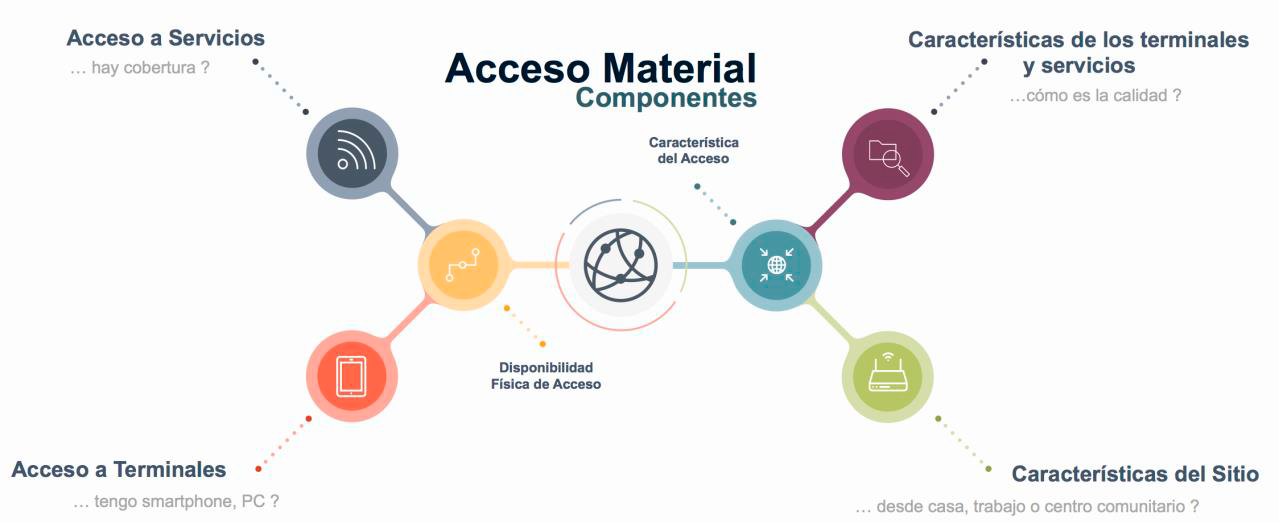 Acceso a Servicios
… hay cobertura ?
Acceso Material
Componentes
Características de los terminales
y servicios
…cómo es la calidad ?
Característica
del Acceso
Disponibilidad
Física de Acceso
Acceso a Terminales
… tengo smartphone, PC ?
Características del Sitio
… desde casa, trabajo o centro comunitario ?